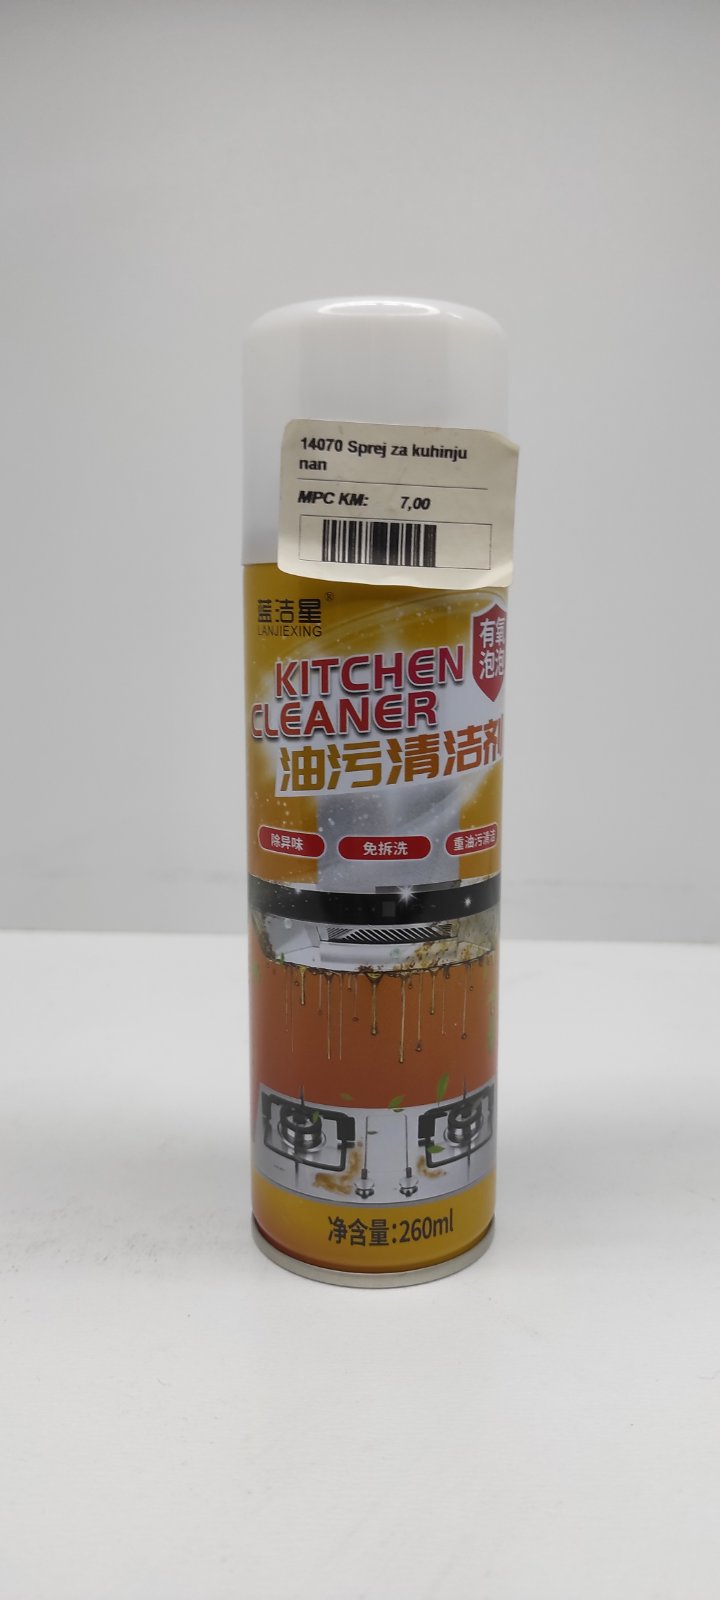 14070 Sprej za kuhinju
nan
MPC KM: 7,00
蓝洁星®
LANJIEXING
有氧
泡泡
KITCHEN
CLEANER
油污清洁剂
除异味
免拆洗
重油污清洁
净含量:260ml